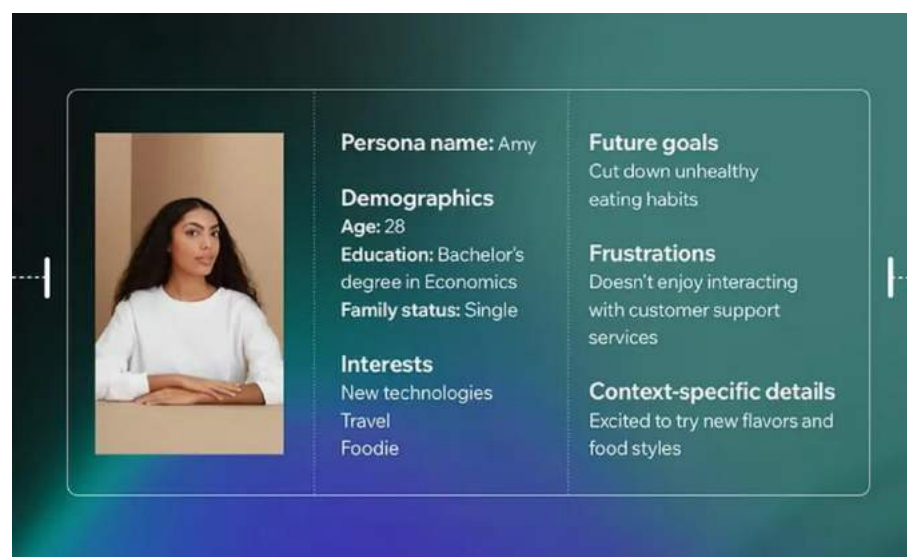 Persona name: Amy
Demographics
Age: 28
Education: Bachelor's
degree in Economics
Family status: Single
Interests
New technologies
Travel
Foodie
Future goals
Cut down unhealthy
eating habits
Frustrations
Doesn't enjoy interacting
with customer support
services
Context-specific details
Excited to try new flavors and
food styles